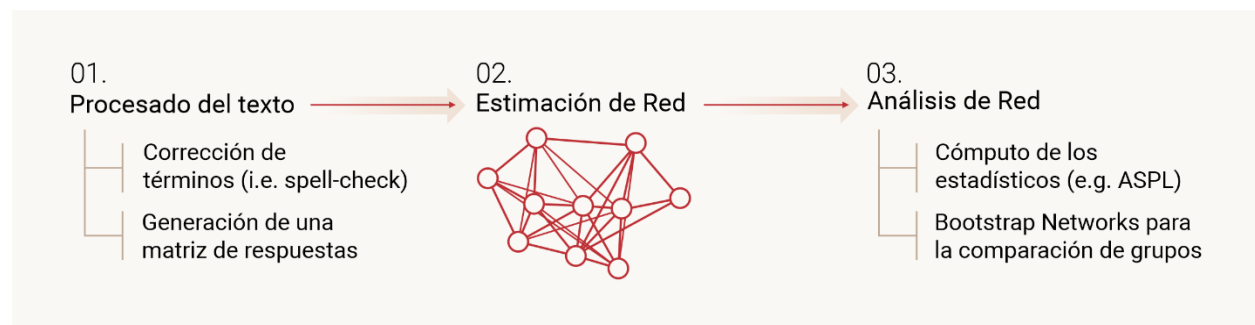 01.
Procesado del texto
Corrección de
términos (i.e. spell-check)
Generación de una
matriz de respuestas
02.
Estimación de Red
03.
Análisis de Red
Cómputo de los
estadísticos (e.g. ASPL)
Bootstrap Networks para
la comparación de grupos